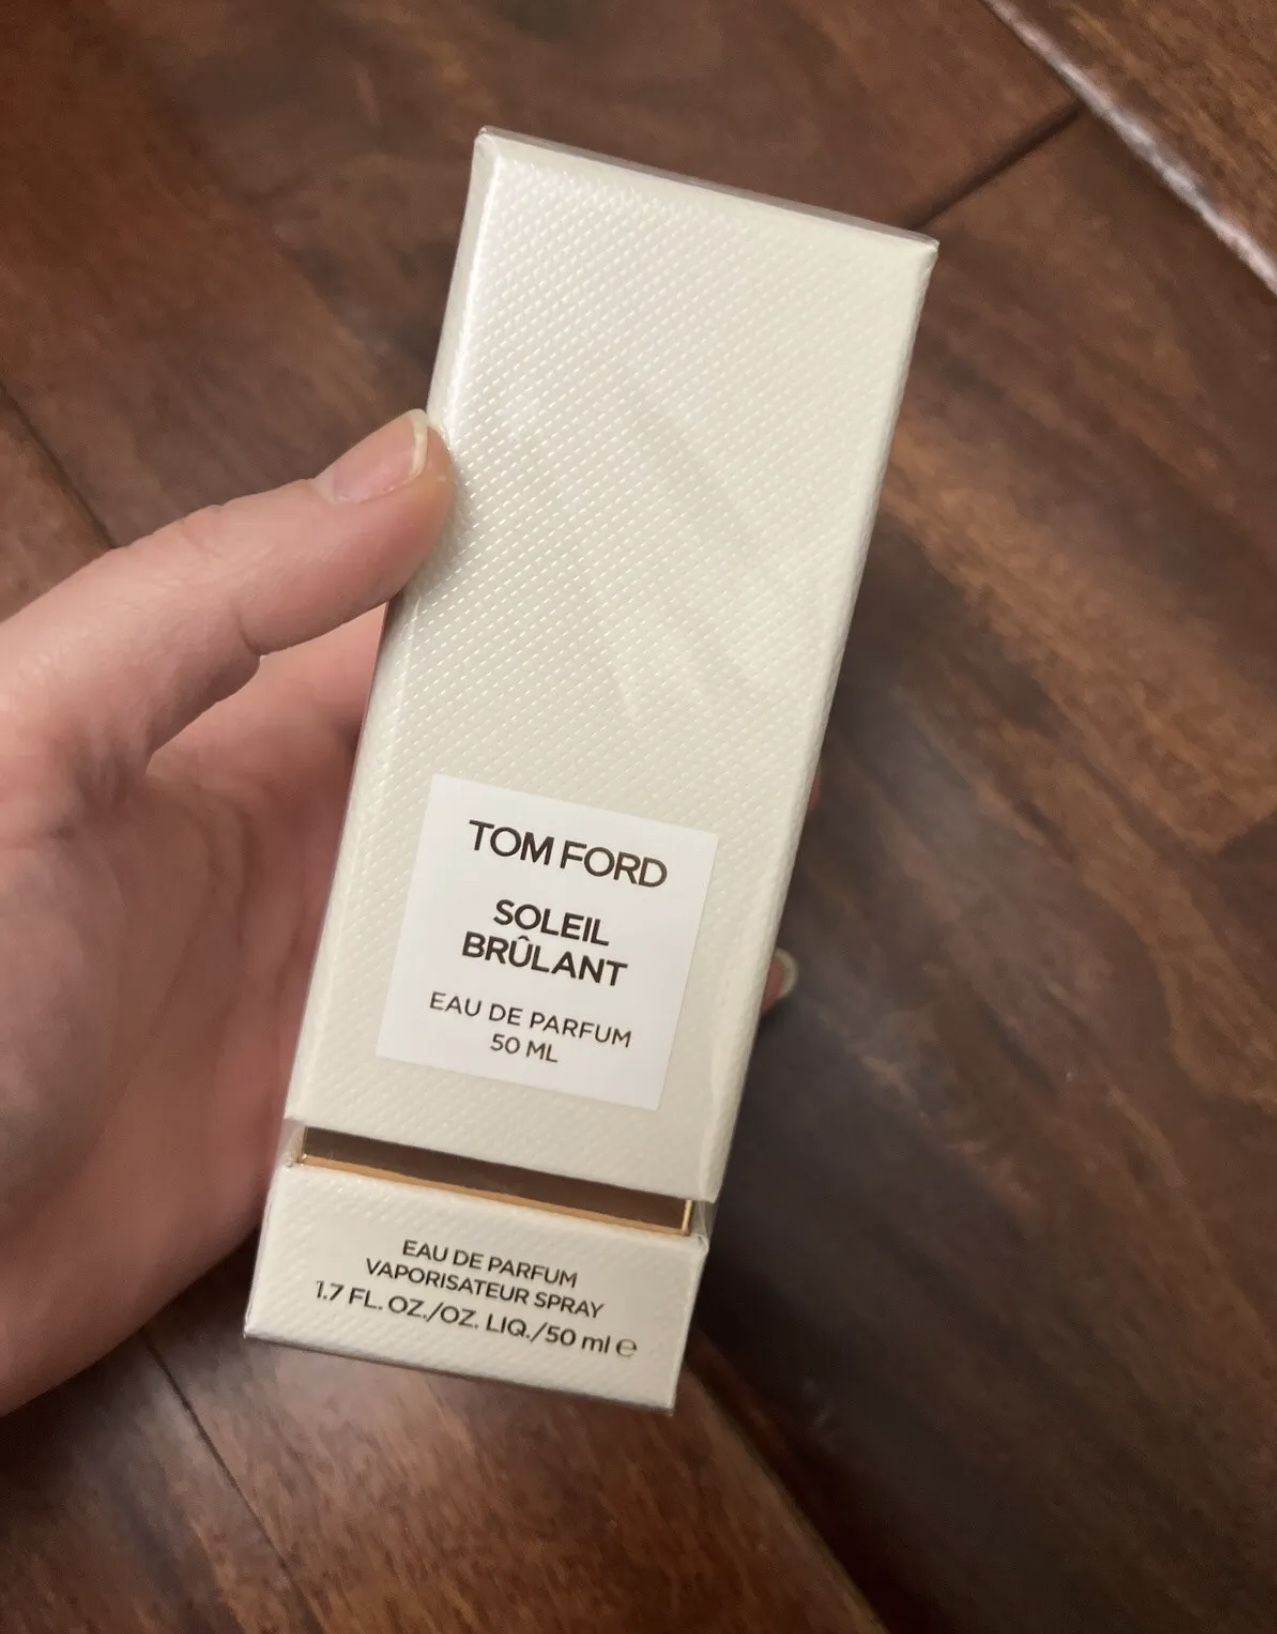 TOM FORD
SOLEIL
BRÛLANT
EAU DE PARFUM
50 ML
EAU DE PARFUM
VAPORISATEUR SPRAY
1.7 FL. OZ./OZ. LIQ./50 ml ℮